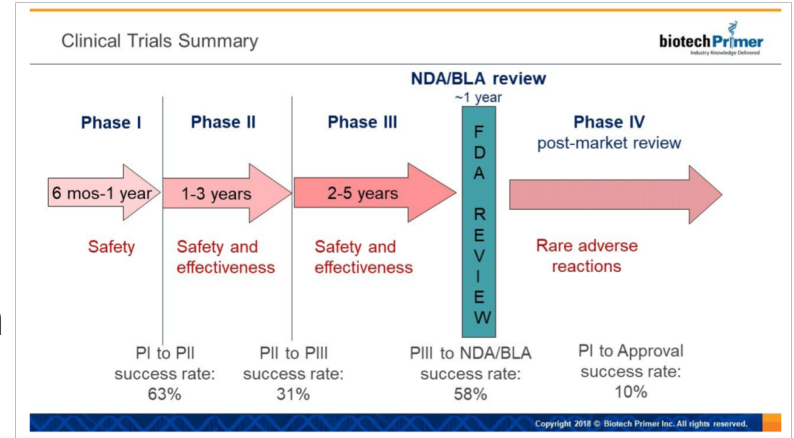 Clinical Trials Summary
biotechPrimer
Industry Knowledge Delivered
NDA/BLA review
~1 year
Phase I
Phase II
Phase III
Phase IV
post-market review
6 mos-1 year
1-3 years
2-5 years
F
D
A
R
E
V
I
E
W
Safety
Safety and
effectiveness
Safety and
effectiveness
Rare adverse
reactions
PI to PII
success rate:
63%
PII to PIII
success rate:
31%
PIII to NDA/BLA
success rate:
58%
PI to Approval
success rate:
10%
Copyright 2018 © Biotech Primer Inc. All rights reserved.